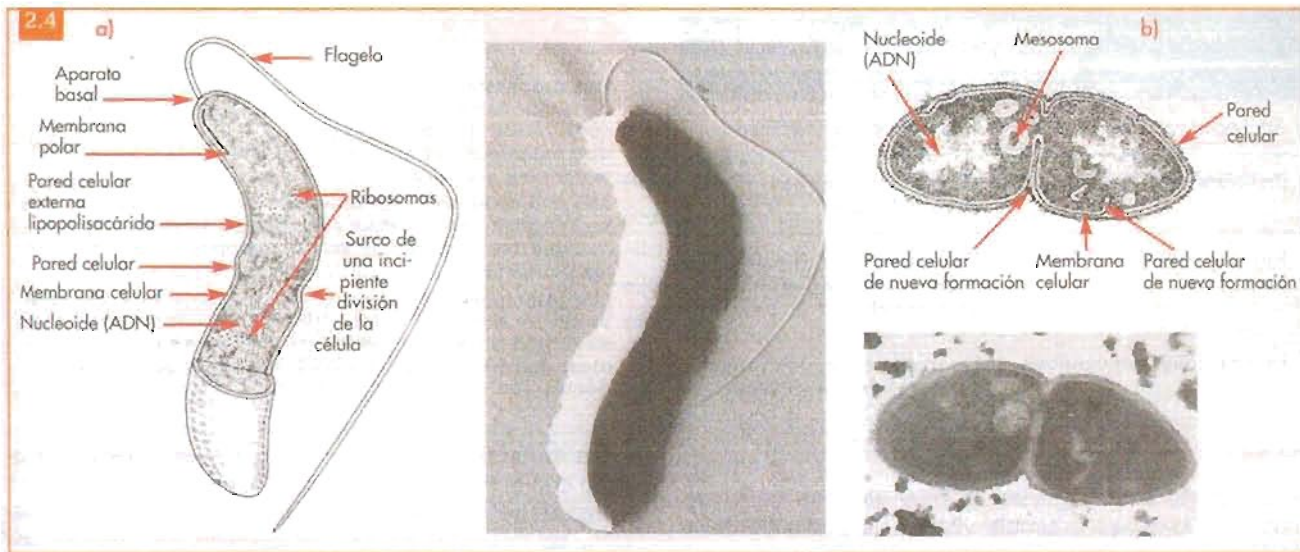 2.4
a)
Flagelo
Aparato
basal
Membrana
polar
Pared celular
externa
lipopolisacárida
Pared celular
Membrana celular
Nucleoide (ADN)
Ribosomas
Surco de
una inci-
piente
división
de la
célula
b)
Nucleoide
(ADN)
Mesosoma
Pared
celular
Pared celular
de nueva formación
Membrana
celular
Pared celular
de nueva formación